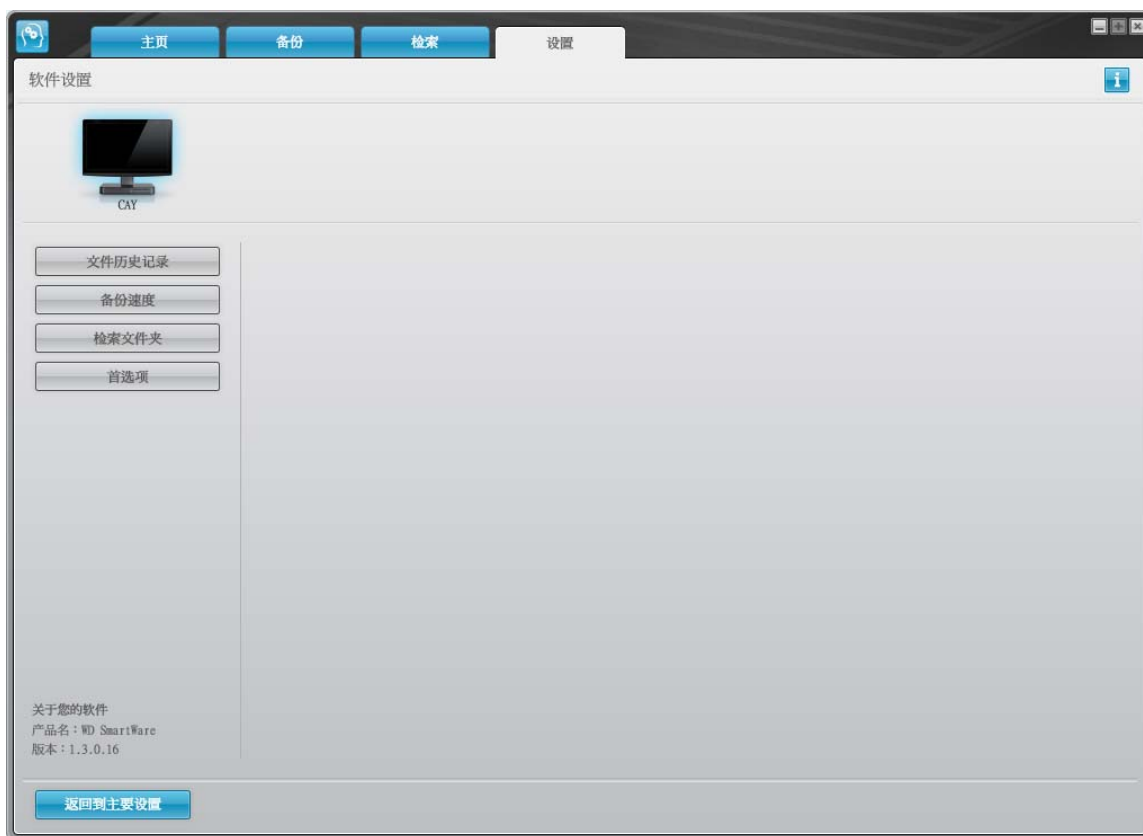 主页 备份 检索 设置
软件设置
CAY
文件历史记录
备份速度
检索文件夹
首选项
关于您的软件
产品名：WD SmartWare
版本：1.3.0.16
返回到主要设置